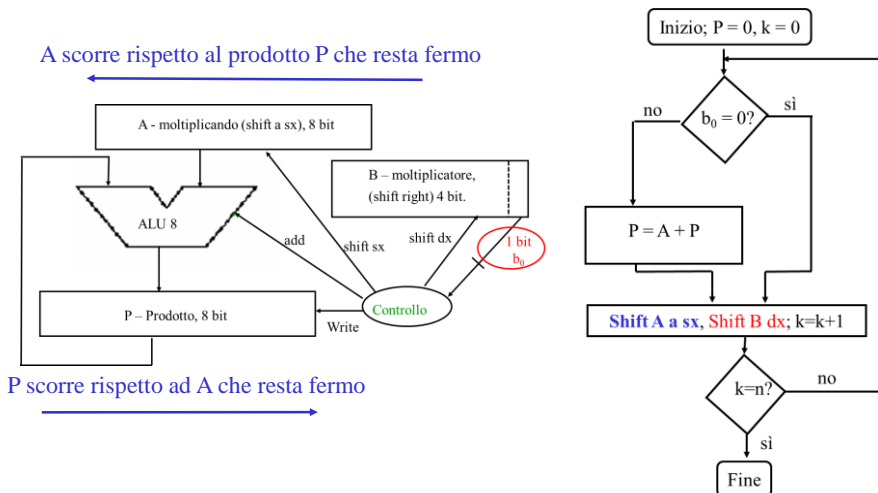 A scorre rispetto al prodotto P che resta fermo
A - moltiplicando (shift a sx), 8 bit
B – moltiplicatore,
(shift right) 4 bit.
ALU 8
add
shift sx
shift dx
1 bit
b0
P – Prodotto, 8 bit
Controllo
Write
P scorre rispetto ad A che resta fermo
Inizio; P = 0, k = 0
no
b0 = 0?
sì
P = A + P
Shift A a sx, Shift B dx; k=k+1
k=n?
no
sì
Fine